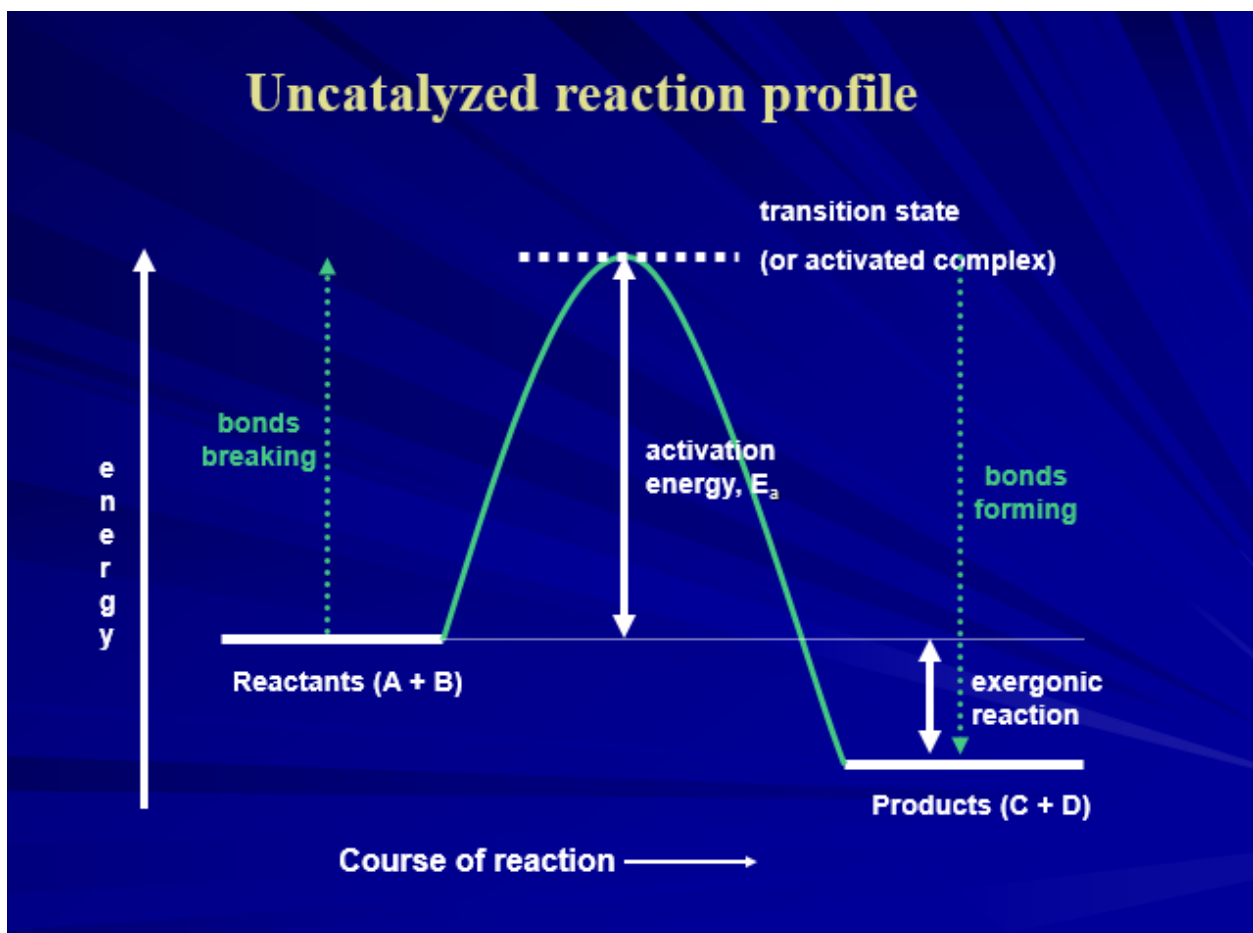 Uncatalyzed reaction profile
transition state
(or activated complex)
bonds
breaking
activation
energy, Eₐ
bonds
forming
energy
Reactants (A + B)
exergonic
reaction
Products (C + D)
Course of reaction